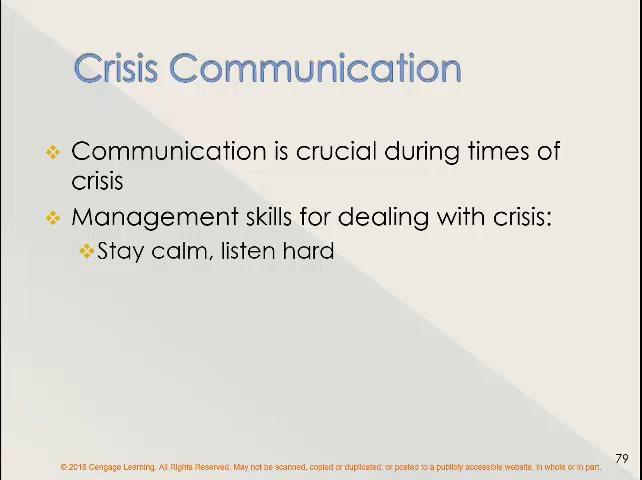 Crisis Communication
Communication is crucial during times of
crisis
Management skills for dealing with crisis:
Stay calm, listen hard
79
© 2016 Cengage Learning. All Rights Reserved. May not be scanned, copied or duplicated, or posted to a publicly accessible website, in whole or in part.